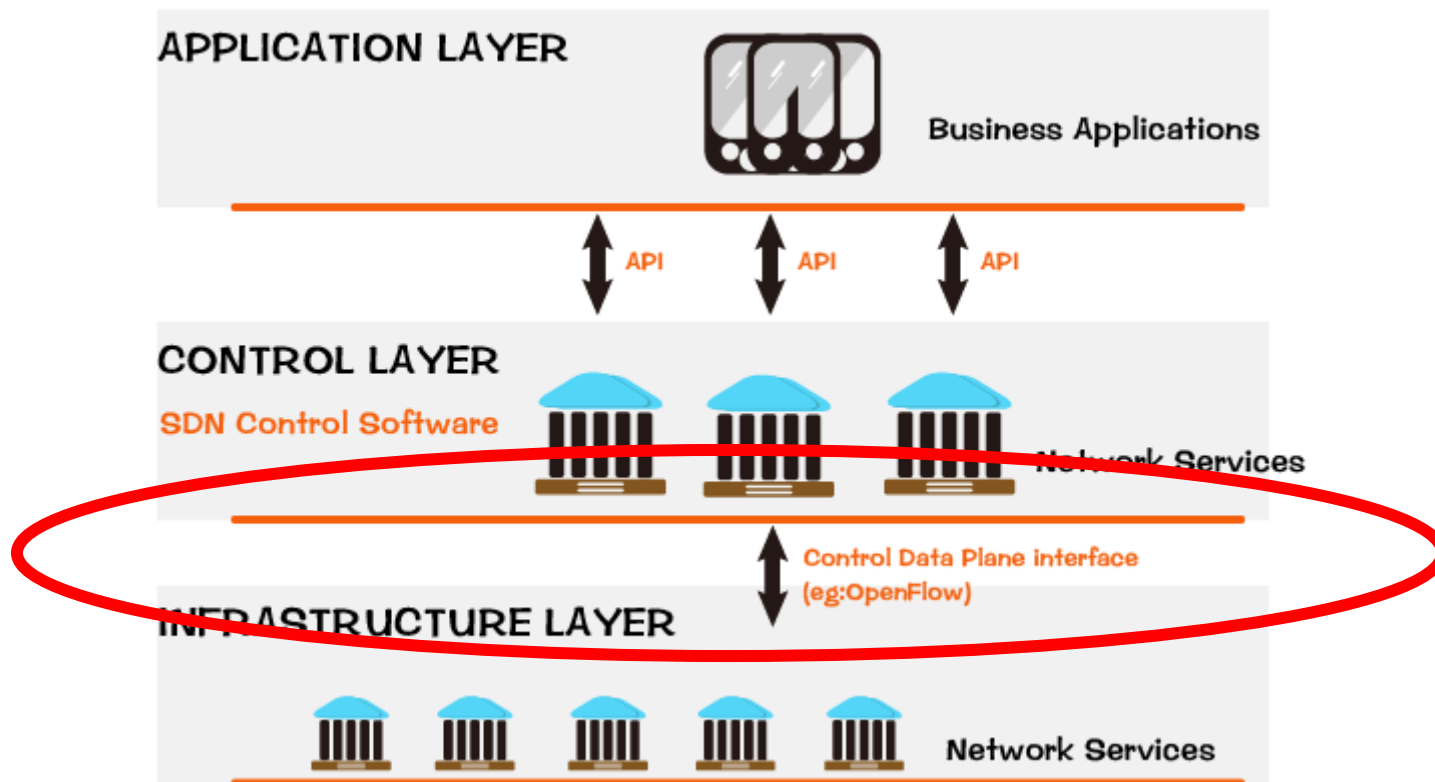 APPLICATION LAYER
Business Applications
API
API
API
CONTROL LAYER
SDN Control Software
Network Services
Control Data Plane interface
(eg:OpenFlow)
INFRASTRUCTURE LAYER
Network Services